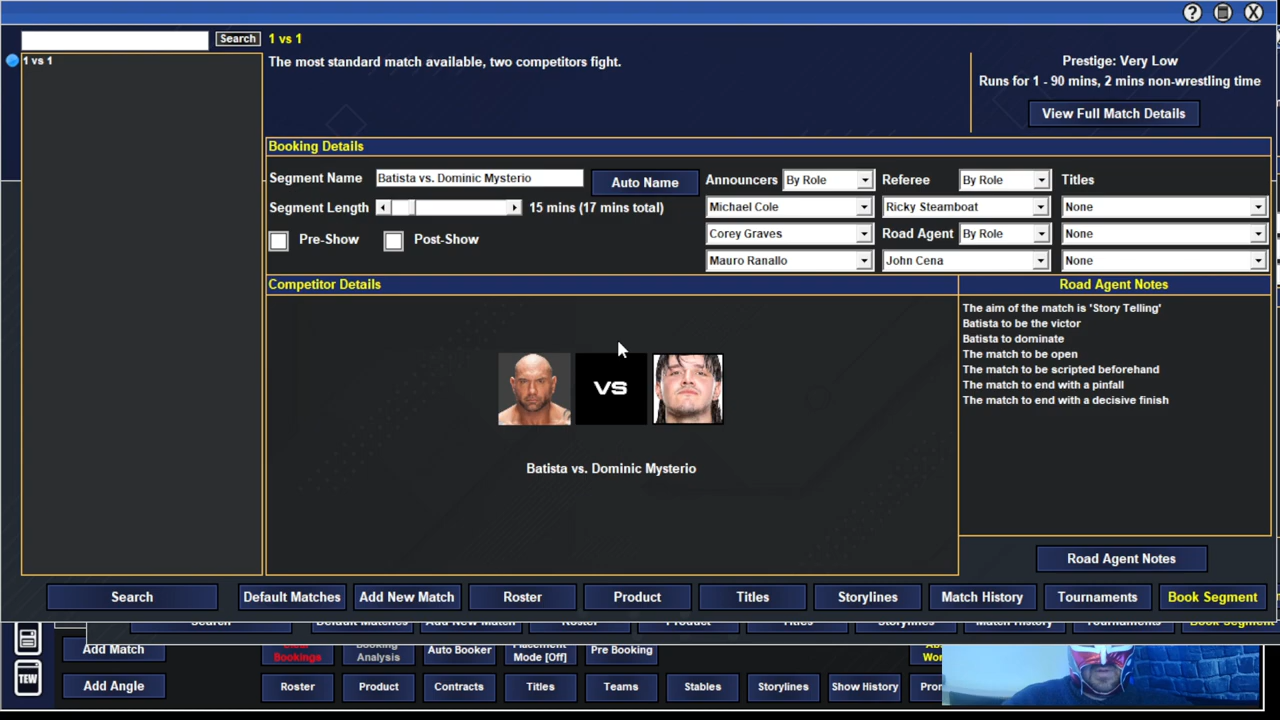 ?
X
Search
1 vs 1
1 vs 1
The most standard match available, two competitors fight.
Prestige: Very Low
Runs for 1 - 90 mins, 2 mins non-wrestling time
View Full Match Details
Booking Details
Segment Name
Batista vs. Dominic Mysterio
Auto Name
Announcers
By Role
Referee
By Role
Titles
Segment Length
15 mins (17 mins total)
Michael Cole
Ricky Steamboat
None
Pre-Show
Post-Show
Corey Graves
Road Agent
By Role
None
Mauro Ranallo
John Cena
None
Competitor Details
Road Agent Notes
The aim of the match is 'Story Telling'
Batista to be the victor
Batista to dominate
The match to be open
The match to be scripted beforehand
The match to end with a pinfall
The match to end with a decisive finish
VS
Batista vs. Dominic Mysterio
Road Agent Notes
Search
Default Matches
Add New Match
Roster
Product
Titles
Storylines
Match History
Tournaments
Book Segment
Add Match
Bookings
Analysis
Auto Booker
Mode [Off]
Pre Booking
TEW
Add Angle
Roster
Product
Contracts
Titles
Teams
Stables
Storylines
Show History